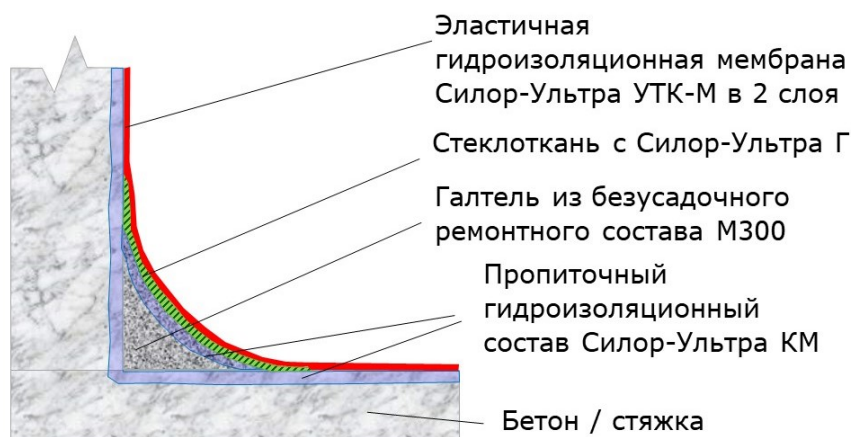 Эластичная
гидроизоляционная мембрана
Силор-Ультра УТК-М в 2 слоя
Стеклоткань с Силор-Ультра Г
Галтель из безусадочного
ремонтного состава М300
Пропиточный
гидроизоляционный
состав Силор-Ультра КМ
Бетон / стяжка